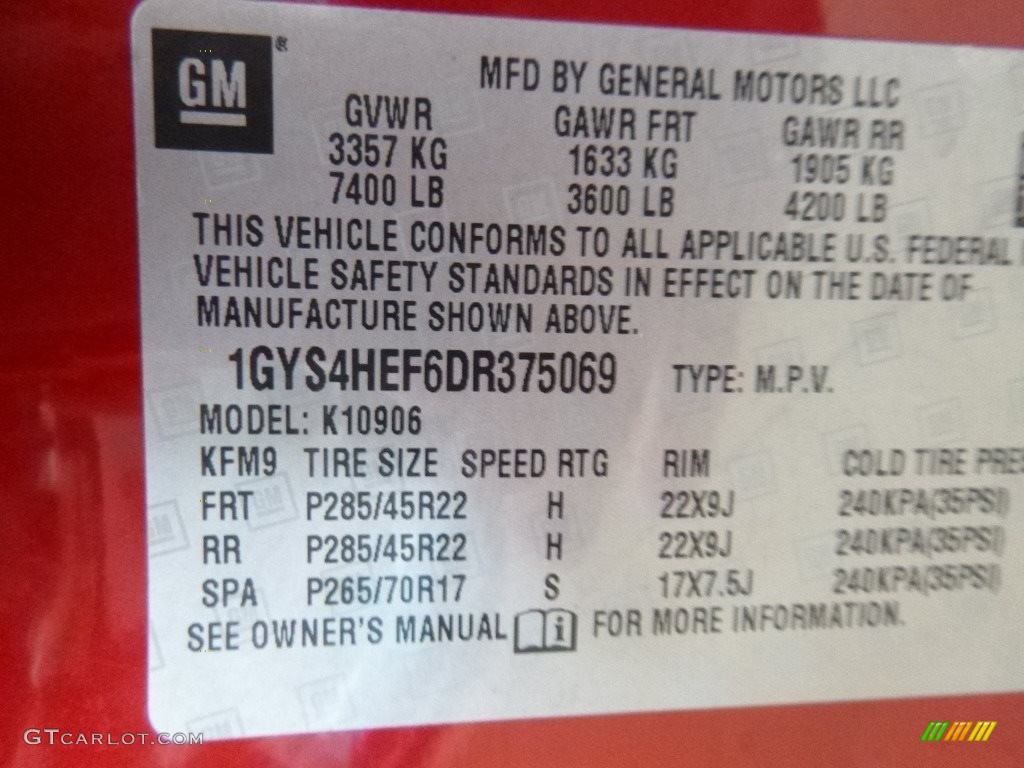 GM®
MFD BY GENERAL MOTORS LLC
GVWR GAWR FRT GAWR RR
3357 KG 1633 KG 1905 KG
7400 LB 3600 LB 4200 LB
THIS VEHICLE CONFORMS TO ALL APPLICABLE U.S. FEDERAL
VEHICLE SAFETY STANDARDS IN EFFECT ON THE DATE OF
MANUFACTURE SHOWN ABOVE.
1GYS4HEF6DR375069 TYPE: M.P.V.
MODEL: K10906
KFM9 TIRE SIZE SPEED RTG RIM COLD TIRE PRES
FRT P285/45R22 H 22X9J 240KPA(35PSI)
RR P285/45R22 H 22X9J 240KPA(35PSI)
SPA P265/70R17 S 17X7.5J 240KPA(35PSI)
SEE OWNER'S MANUAL i FOR MORE INFORMATION.
GTCARLOT.COM